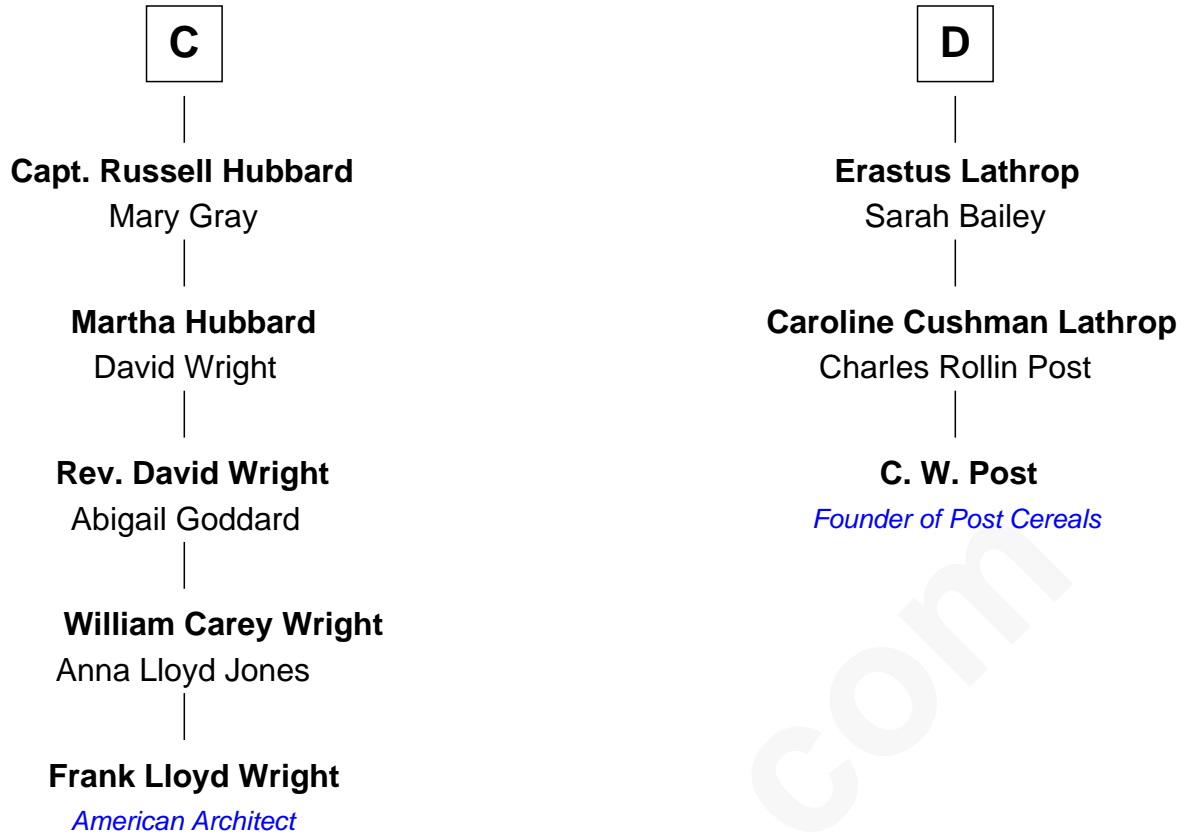 C
Capt. Russell Hubbard
Mary Gray
Martha Hubbard
David Wright
Rev. David Wright
Abigail Goddard
William Carey Wright
Anna Lloyd Jones
Frank Lloyd Wright
American Architect
D
Erastus Lathrop
Sarah Bailey
Caroline Cushman Lathrop
Charles Rollin Post
C. W. Post
Founder of Post Cereals
com